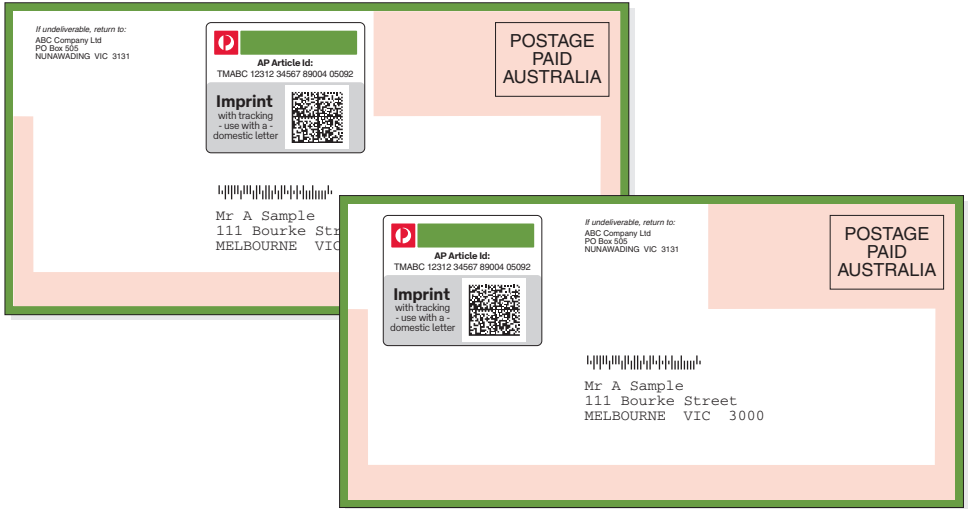 If undeliverable, return to:
ABC Company Ltd
PO Box 505
NUNAWADING VIC 3131
AP Article Id:
TMABC 12312 34567 89004 05092
Imprint
with tracking
- use with a -
domestic letter
POSTAGE
PAID
AUSTRALIA
Mr A Sample
111 Bourke Str
MELBOURNE VIC
AP Article Id:
TMABC 12312 34567 89004 05092
Imprint
with tracking
- use with a -
domestic letter
If undeliverable, return to:
ABC Company Ltd
PO Box 505
NUNAWADING VIC 3131
POSTAGE
PAID
AUSTRALIA
Mr A Sample
111 Bourke Street
MELBOURNE VIC 3000